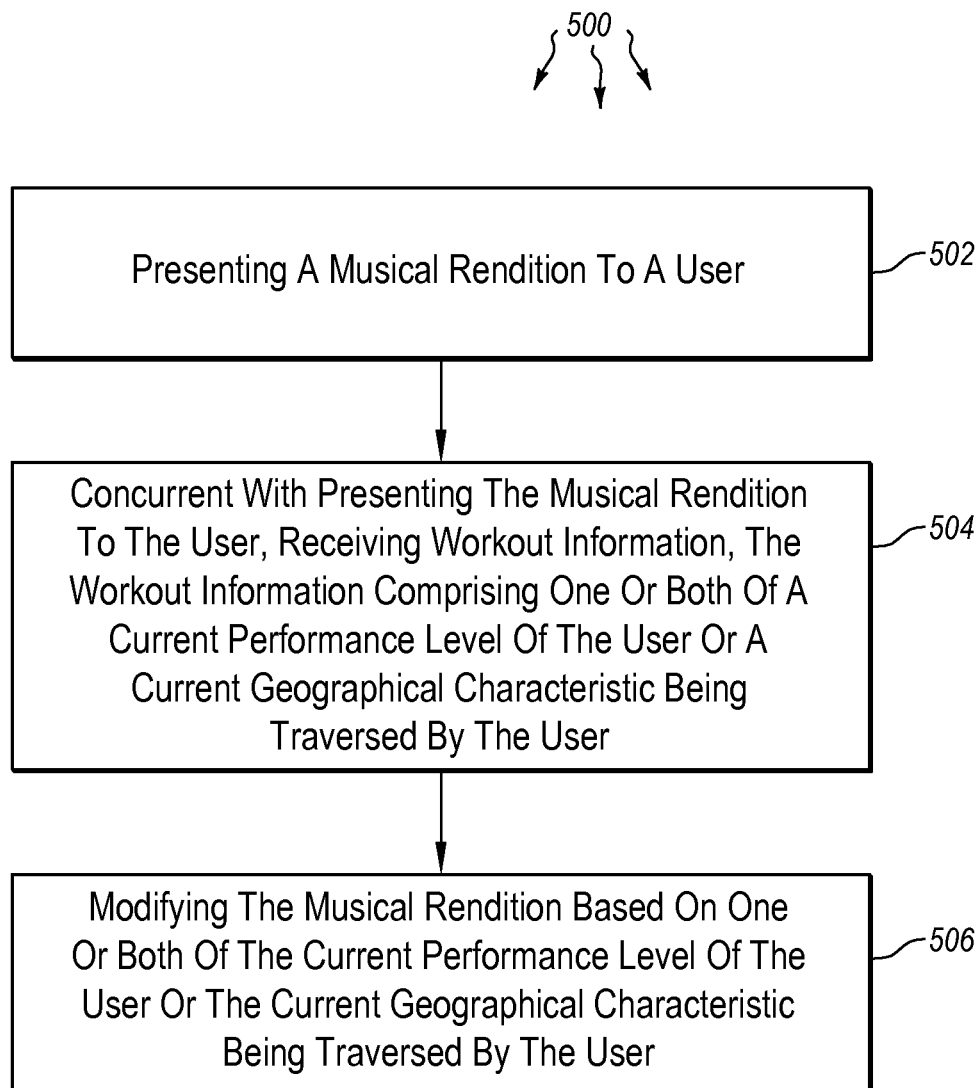 500
Presenting A Musical Rendition To A User
502
Concurrent With Presenting The Musical Rendition
To The User, Receiving Workout Information, The
Workout Information Comprising One Or Both Of A
Current Performance Level Of The User Or A
Current Geographical Characteristic Being
Traversed By The User
504
Modifying The Musical Rendition Based On One
Or Both Of The Current Performance Level Of The
User Or The Current Geographical Characteristic
Being Traversed By The User
506